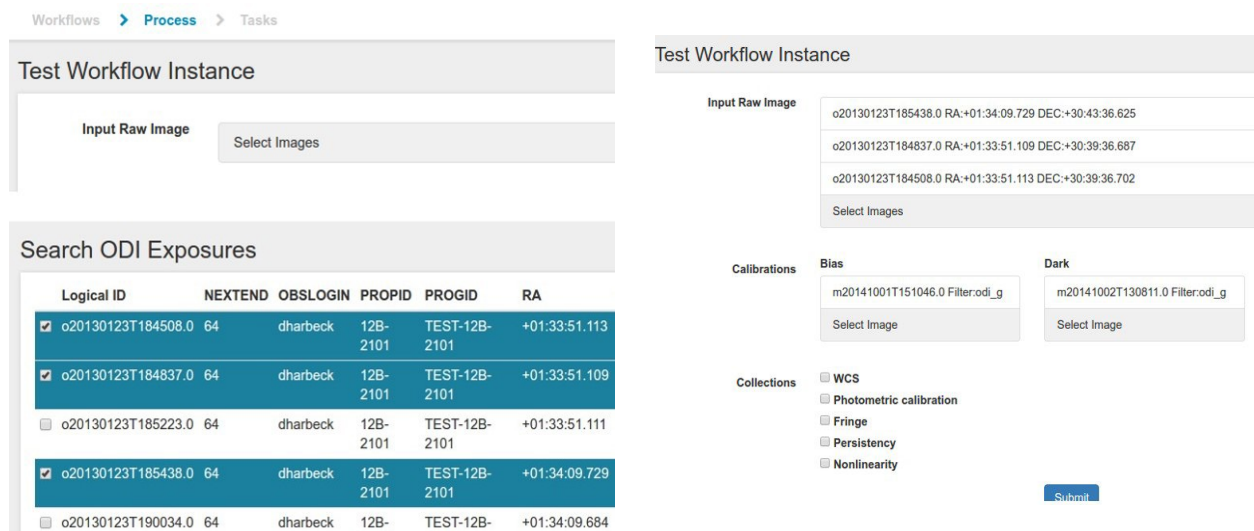 Workflows > Process > Tasks
Test Workflow Instance
Input Raw Image
Select Images
Search ODI Exposures
Logical ID NEXTEND OBSLOGIN PROPID PROGID RA
o20130123T184508.0 64 dharbeck 12B- TEST-12B- +01:33:51.113
2101 2101
o20130123T184837.0 64 dharbeck 12B- TEST-12B- +01:33:51.109
2101 2101
o20130123T185223.0 64 dharbeck 12B- TEST-12B- +01:33:51.111
2101 2101
o20130123T185438.0 64 dharbeck 12B- TEST-12B- +01:34:09.729
2101 2101
o20130123T190034.0 64 dharbeck 12B- TEST-12B- +01:34:09.684
Test Workflow Instance
Input Raw Image
o20130123T185438.0 RA:+01:34:09.729 DEC:+30:43:36.625
o20130123T184837.0 RA:+01:33:51.109 DEC:+30:39:36.687
o20130123T184508.0 RA:+01:33:51.113 DEC:+30:39:36.702
Select Images
Calibrations
Bias Dark
m20141001T151046.0 Filter:odi_g m20141002T130811.0 Filter:odi_g
Select Image Select Image
Collections
WCS
Photometric calibration
Fringe
Persistency
Nonlinearity
Submit